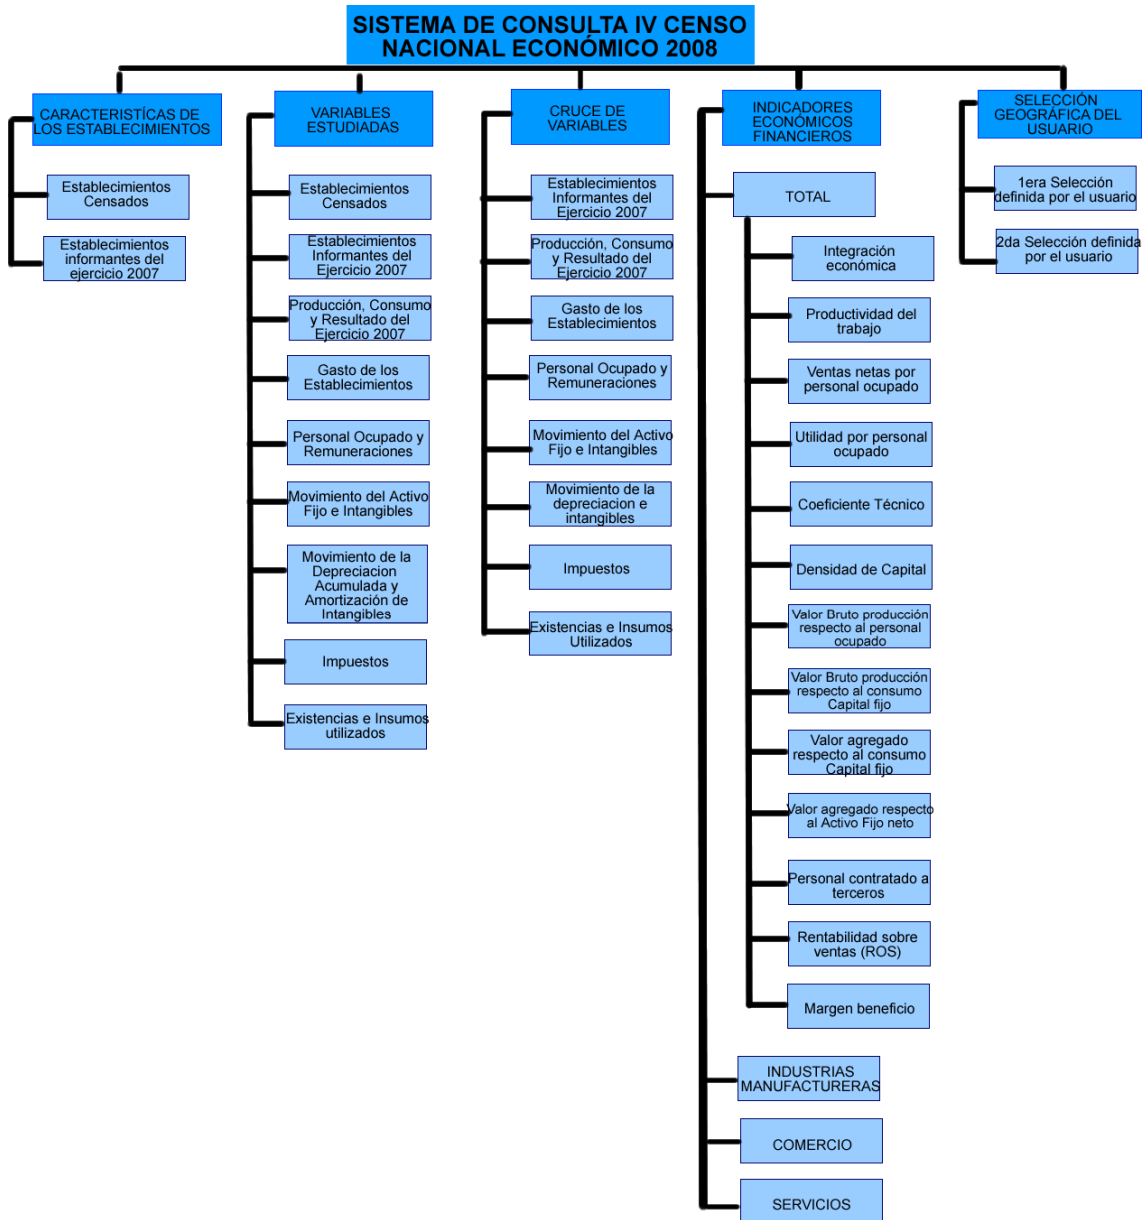 SISTEMA DE CONSULTA IV CENSO
NACIONAL ECONÓMICO 2008
CARACTERISTÍCAS DE
LOS ESTABLECIMIENTOS
Establecimientos
Censados
Establecimientos
informantes del
ejercicio 2007
VARIABLES
ESTUDIADAS
Establecimientos
Censados
Establecimientos
Informantes del
Ejercicio 2007
Producción, Consumo
y Resultado del
Ejercicio 2007
Gasto de los
Establecimientos
Personal Ocupado y
Remuneraciones
Movimiento del Activo
Fijo e Intangibles
Movimiento de la
Depreciacion
Acumulada y
Amortización de
Intangibles
Impuestos
Existencias e Insumos
utilizados
CRUCE DE
VARIABLES
Establecimientos
Informantes del
Ejercicio 2007
Producción, Consumo
y Resultado del
Ejercicio 2007
Gasto de los
Establecimientos
Personal Ocupado y
Remuneraciones
Movimiento del Activo
Fijo e Intangibles
Movimiento de la
depreciacion e
intangibles
Impuestos
Existencias e Insumos
Utilizados
INDICADORES
ECONÓMICOS
FINANCIEROS
TOTAL
Integración
económica
Productividad del
trabajo
Ventas netas por
personal ocupado
Utilidad por personal
ocupado
Coeficiente Técnico
Densidad de Capital
Valor Bruto producción
respecto al personal
ocupado
Valor Bruto producción
respecto al consumo
Capital fijo
Valor agregado
respecto al consumo
Capital fijo
Valor agregado respecto
al Activo Fijo neto
Personal contratado a
terceros
Rentabilidad sobre
ventas (ROS)
Margen beneficio
INDUSTRIAS
MANUFACTURERAS
COMERCIO
SERVICIOS
SELECCIÓN
GEOGRÁFICA DEL
USUARIO
1era Selección
definida por el usuario
2da Selección definida
por el usuario